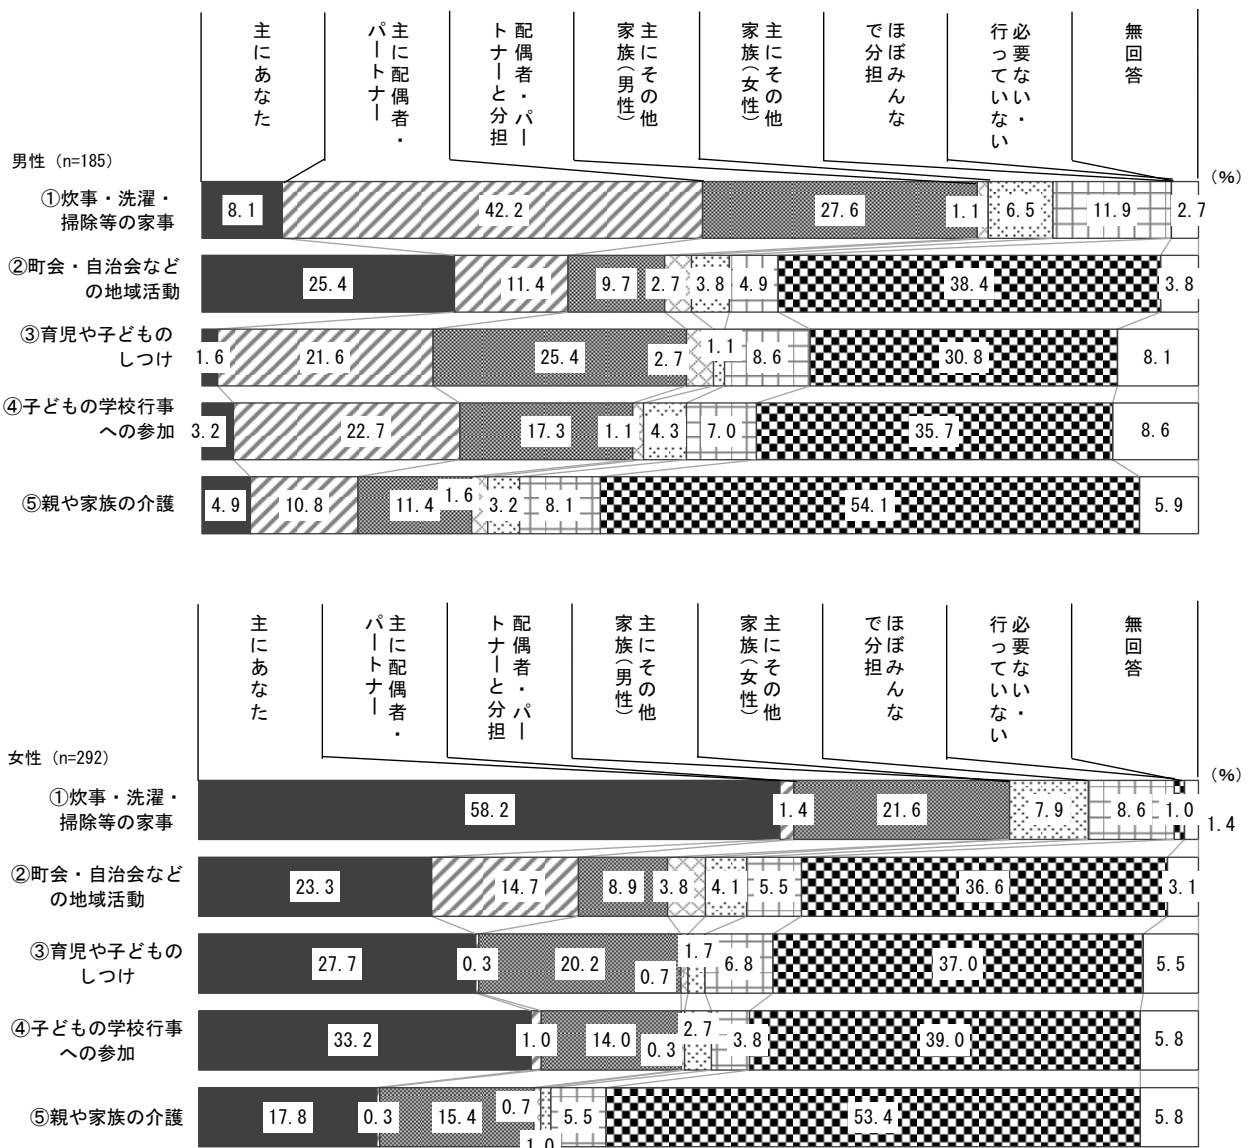 主にあなた
主に配偶者・
パートナー
配偶者・パー
トナーと分担
主にその他
家族(男性)
主にその他
家族(女性)
ほぼみんな
で分担
必要ない・
行っていない
無回答
男性 (n=185)
(%)
①炊事・洗濯・
掃除等の家事
8.1 42.2 27.6 1.1 6.5 11.9 2.7
②町会・自治会など
の地域活動
25.4 11.4 9.7 2.7 3.8 4.9 38.4 3.8
③育児や子どもの
しつけ
1.6 21.6 25.4 2.7 1.1 8.6 30.8 8.1
④子どもの学校行事
への参加
3.2 22.7 17.3 1.1 4.3 7.0 35.7 8.6
⑤親や家族の介護
4.9 10.8 11.4 1.6 3.2 8.1 54.1 5.9
主にあなた
主に配偶者・
パートナー
配偶者・パー
トナーと分担
主にその他
家族(男性)
主にその他
家族(女性)
ほぼみんな
で分担
必要ない・
行っていない
無回答
女性 (n=292)
(%)
①炊事・洗濯・
掃除等の家事
58.2 1.4 21.6 7.9 8.6 1.0 1.4
②町会・自治会など
の地域活動
23.3 14.7 8.9 3.8 4.1 5.5 36.6 3.1
③育児や子どもの
しつけ
27.7 0.3 20.2 0.7 1.7 6.8 37.0 5.5
④子どもの学校行事
への参加
33.2 1.0 14.0 0.3 2.7 3.8 39.0 5.8
⑤親や家族の介護
17.8 0.3 15.4 0.7 1.0 5.5 53.4 5.8